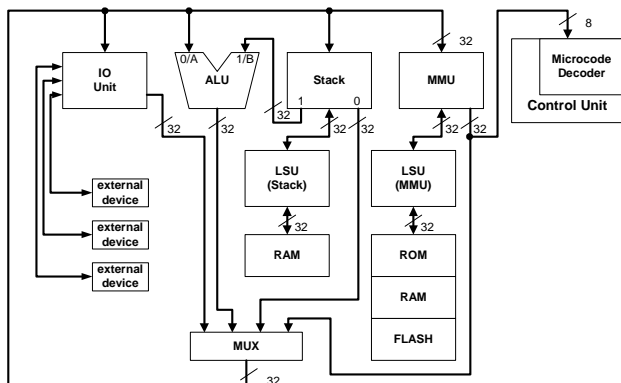 8
32
0/A
1/B
IO
Unit
ALU
Stack
MMU
Microcode
Decoder
Control Unit
1
0
32
32
32
32
32
LSU
(Stack)
32
32
LSU
(MMU)
32
32
external
device
external
device
external
device
RAM
ROM
RAM
FLASH
MUX
32